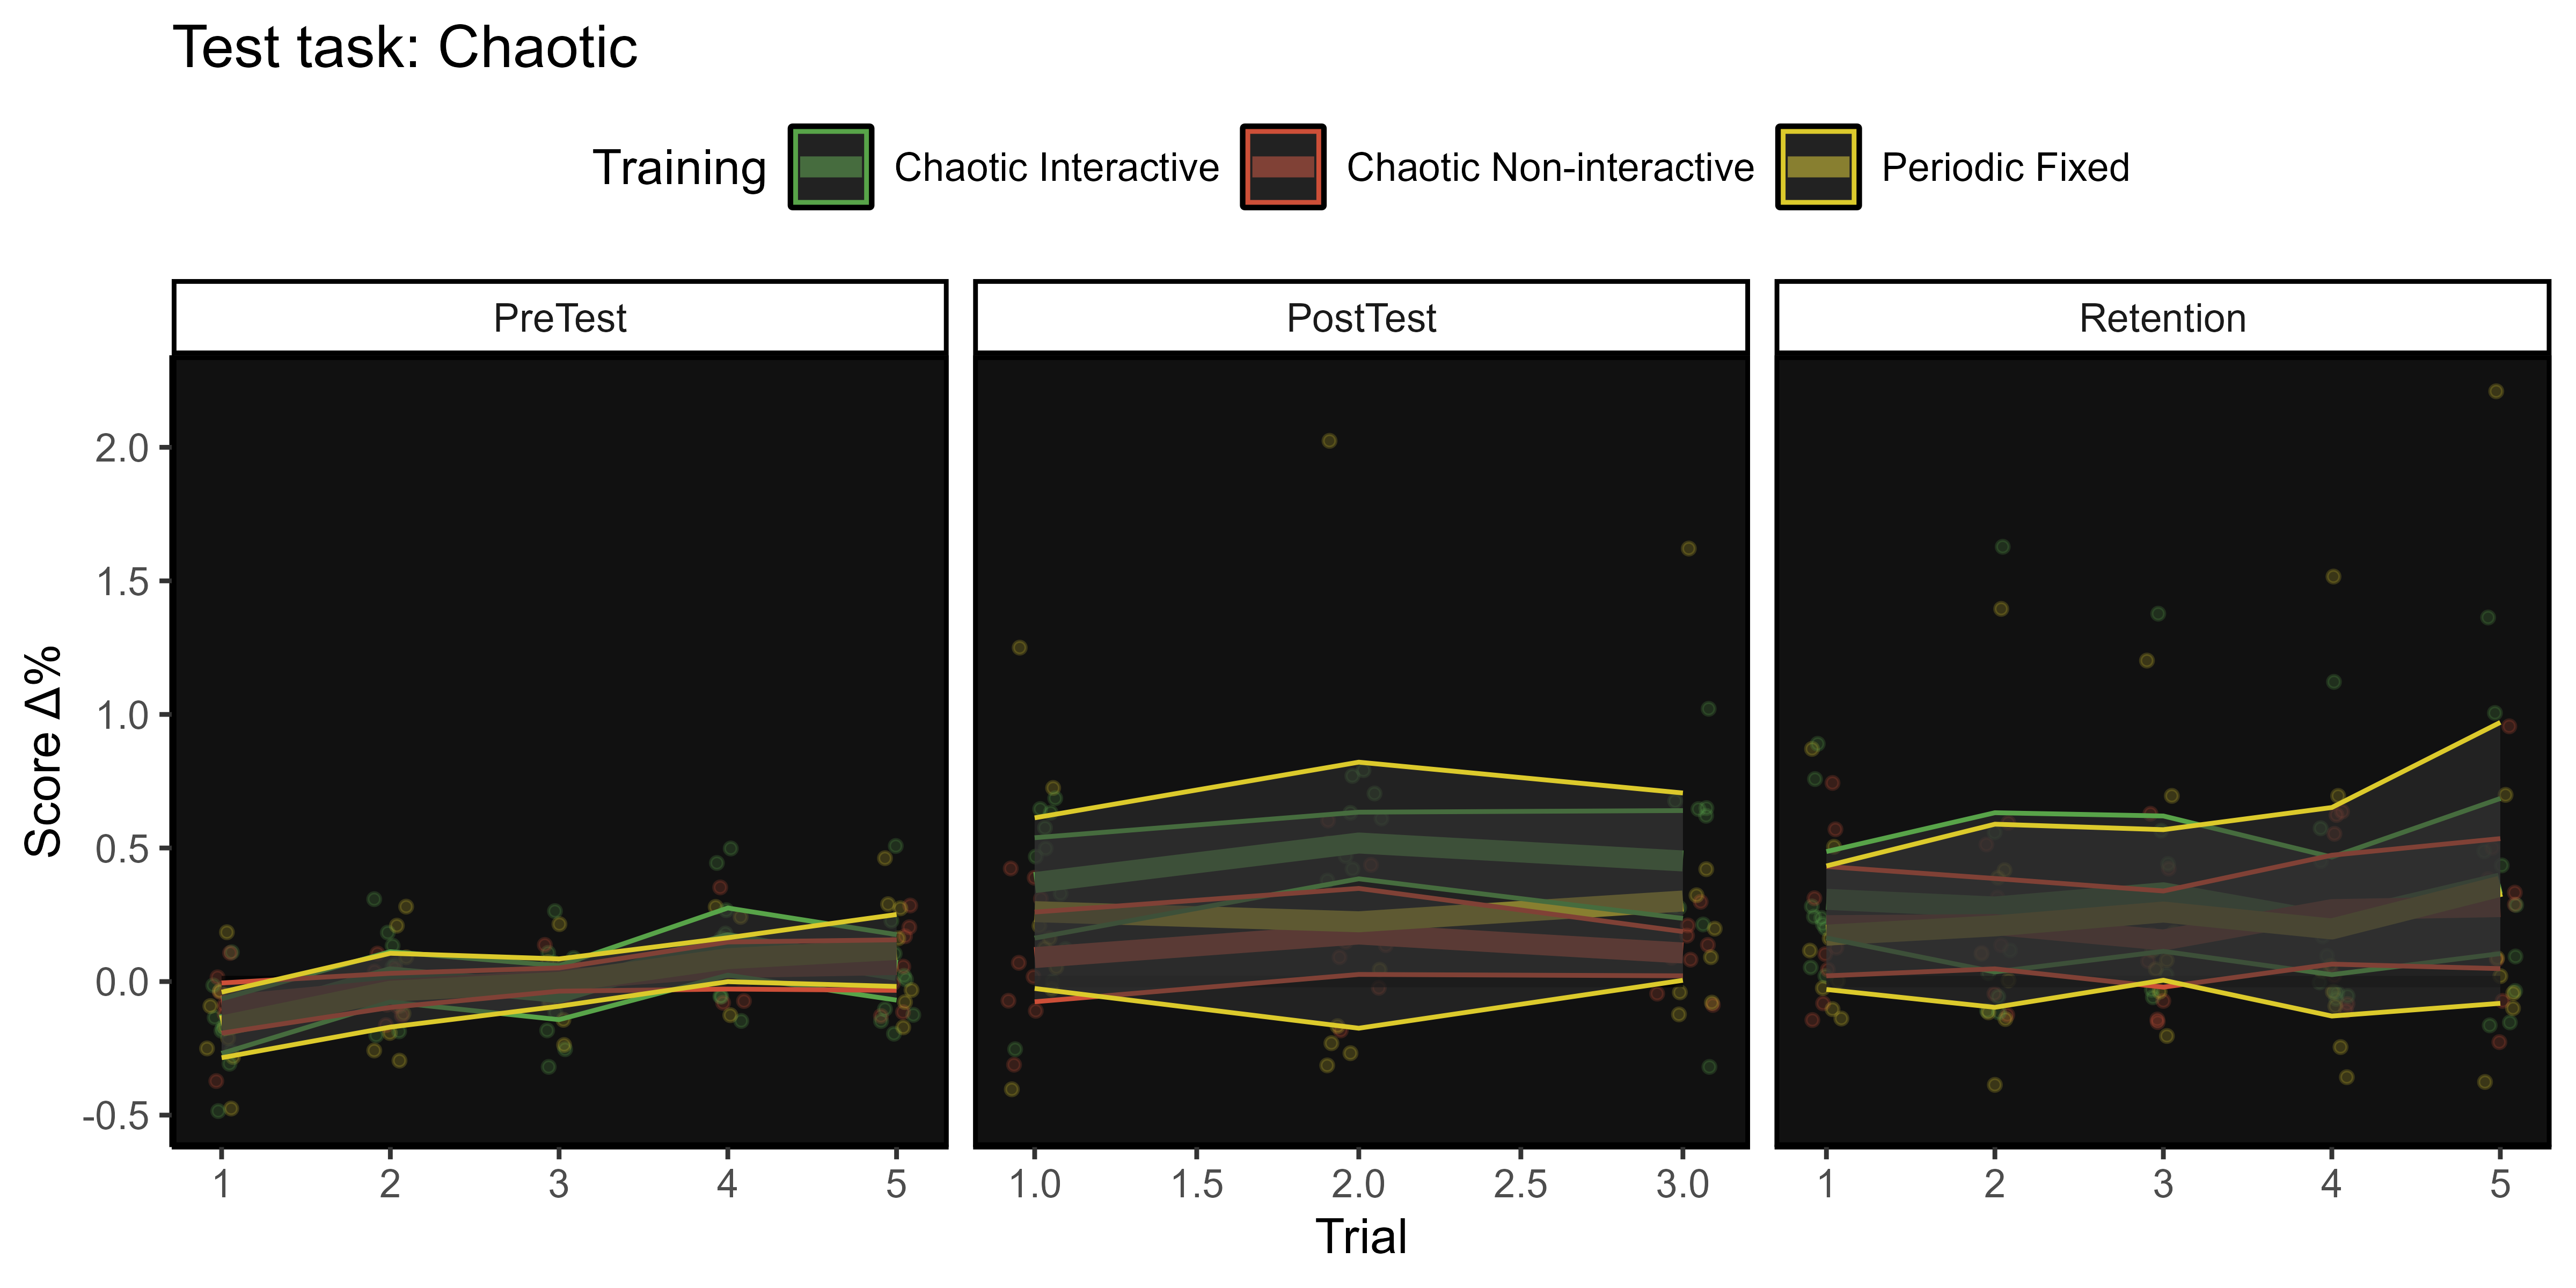 Test task: Chaotic
Training Chaotic Interactive Chaotic Non-interactive Periodic Fixed
PreTest PostTest Retention
Score Δ%
2.0
1.5
1.0
0.5
0.0
-0.5
1 2 3 4 5 1.0 1.5 2.0 2.5 3.0 1 2 3 4 5
Trial